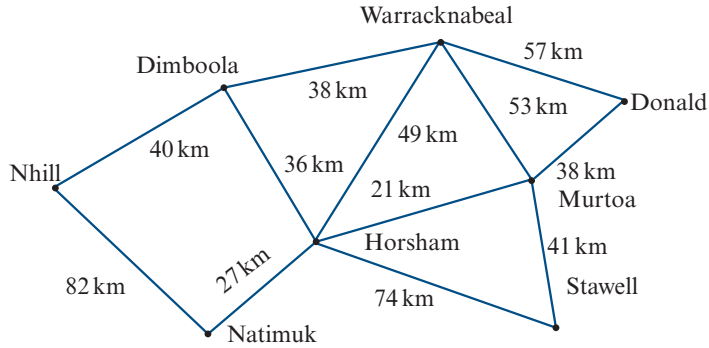 Warracknabeal
57 km
Dimboola
38 km
Donald
53 km
40 km
49 km
36 km
38 km
Nhill
21 km
Murtoa
Horsham
41 km
27 km
82 km
74 km
Stawell
Natimuk